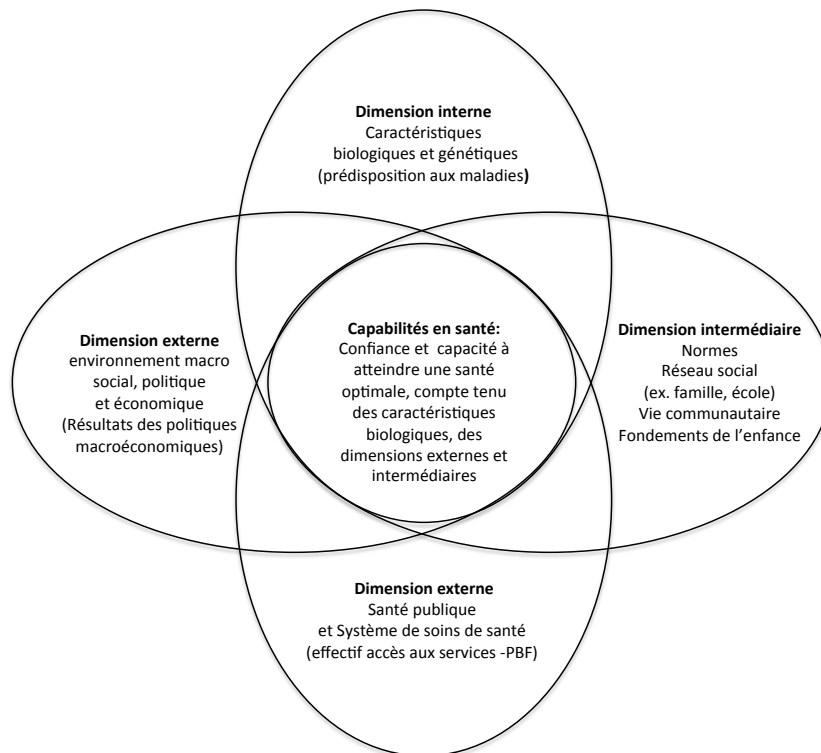 Dimension interne
Caractéristiques
biologiques et génétiques
(prédisposition aux maladies)
Dimension externe
environnement macro
social, politique
et économique
(Résultats des politiques
macroéconomiques)
Capabilités en santé:
Confiance et capacité à
atteindre une santé
optimale, compte tenu
des caractéristiques
biologiques, des
dimensions externes et
intermédiaires
Dimension intermédiaire
Normes
Réseau social
(ex. famille, école)
Vie communautaire
Fondements de l'enfance
Dimension externe
Santé publique
et Système de soins de santé
(effectif accès aux services -PBF)